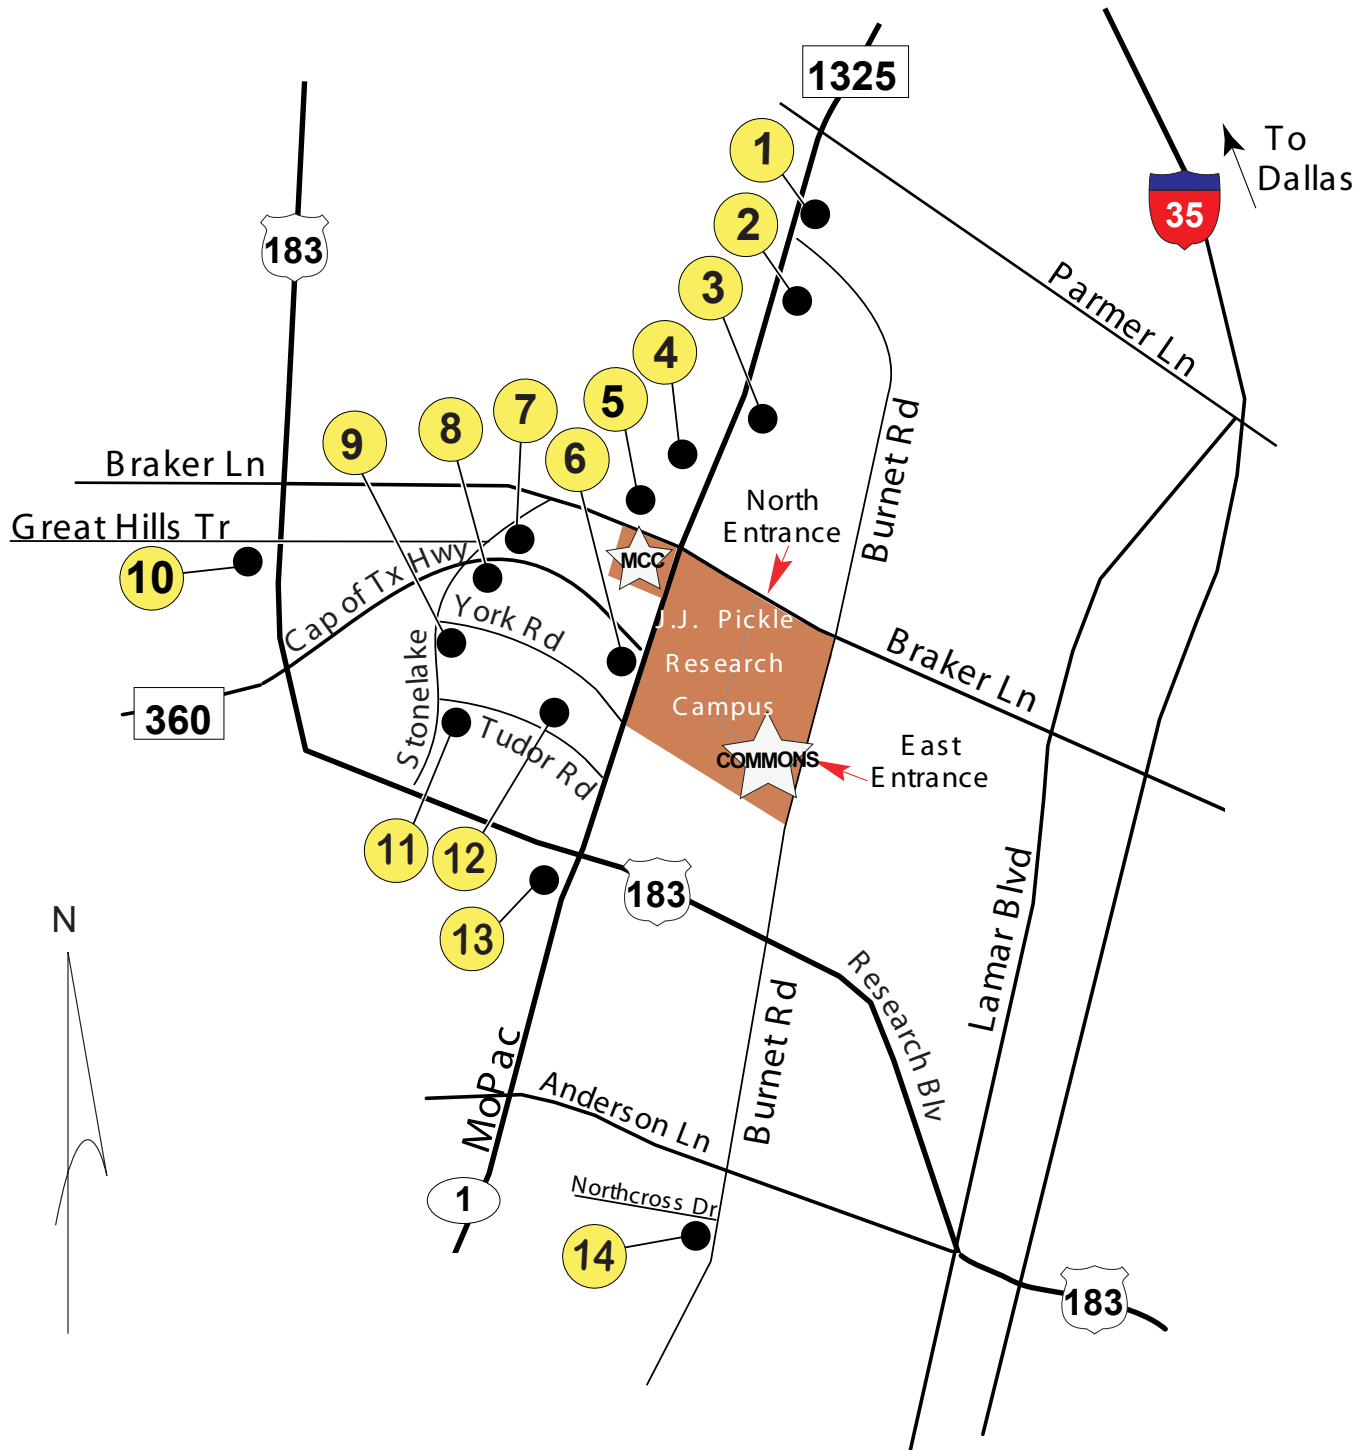 1325
1
To
Dallas
2
35
183
3
Parmer Ln
4
5
7
8
9
6
Burnet Rd
Braker Ln
North
Entrance
Great Hills Tr
MCC
10
Cap of Tx Hwy
York Rd
J.J. Pickle
Research
Campus
Stonelake
Braker Ln
360
Tudor Rd
COMMONS
East
Entrance
11
12
183
Lamar Blvd
N
13
Research Blv
Burnet Rd
MoPac
Anderson Ln
1
Northcross Dr
14
183